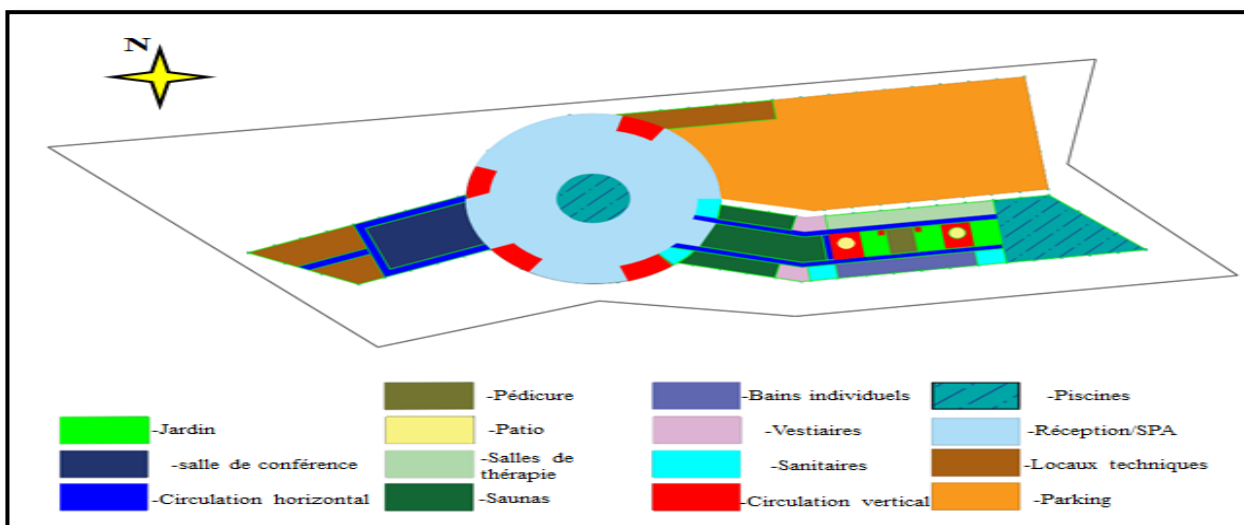 N
-Pédicure
-Bains individuels
-Piscines
-Jardin
-Patio
-Vestiaires
-Réception/SPA
-salle de conférence
-Salles de
thérapie
-Sanitaires
-Locaux techniques
-Circulation horizontal
-Saunas
-Circulation vertical
-Parking